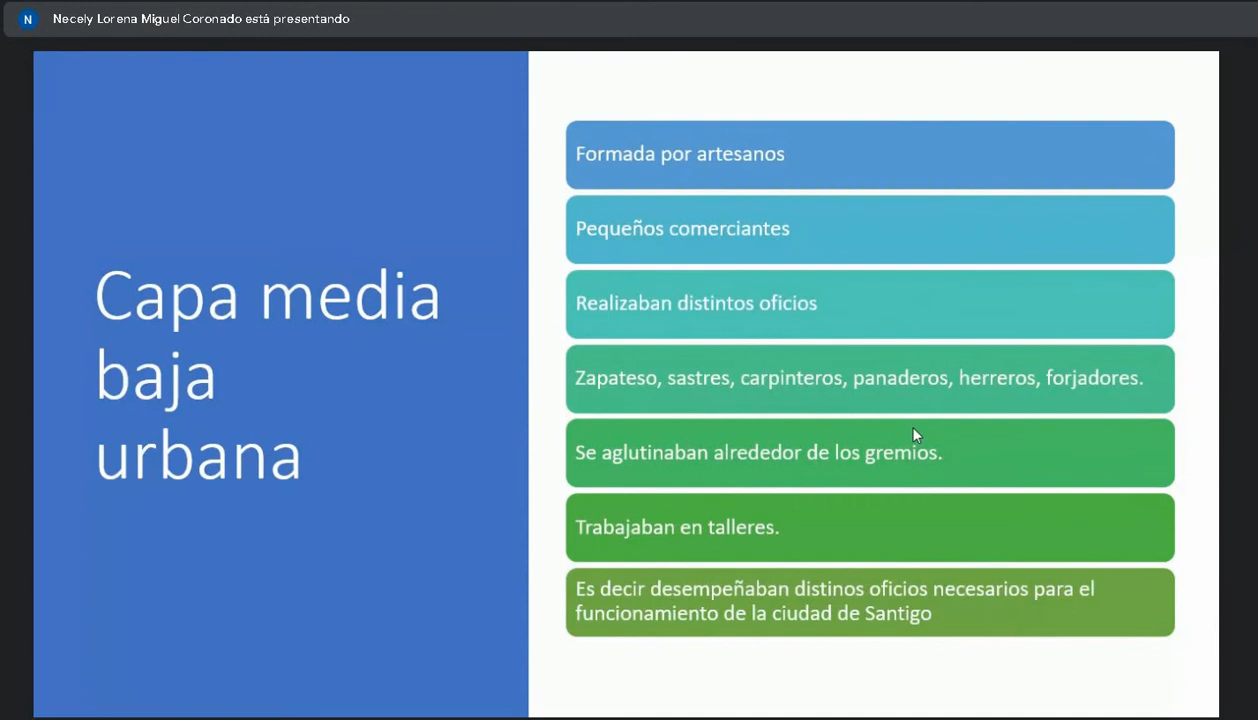 N
Necely Lorena Miguel Coronado está presentando
Capa media
baja
urbana
Formada por artesanos
Pequeños comerciantes
Realizaban distintos oficios
Zapateso, sastres, carpinteros, panaderos, herreros, forjadores.
Se aglutinaban alrededor de los gremios.
Trabajaban en talleres.
Es decir desempeñaban distinos oficios necesarios para el
funcionamiento de la ciudad de Santigo